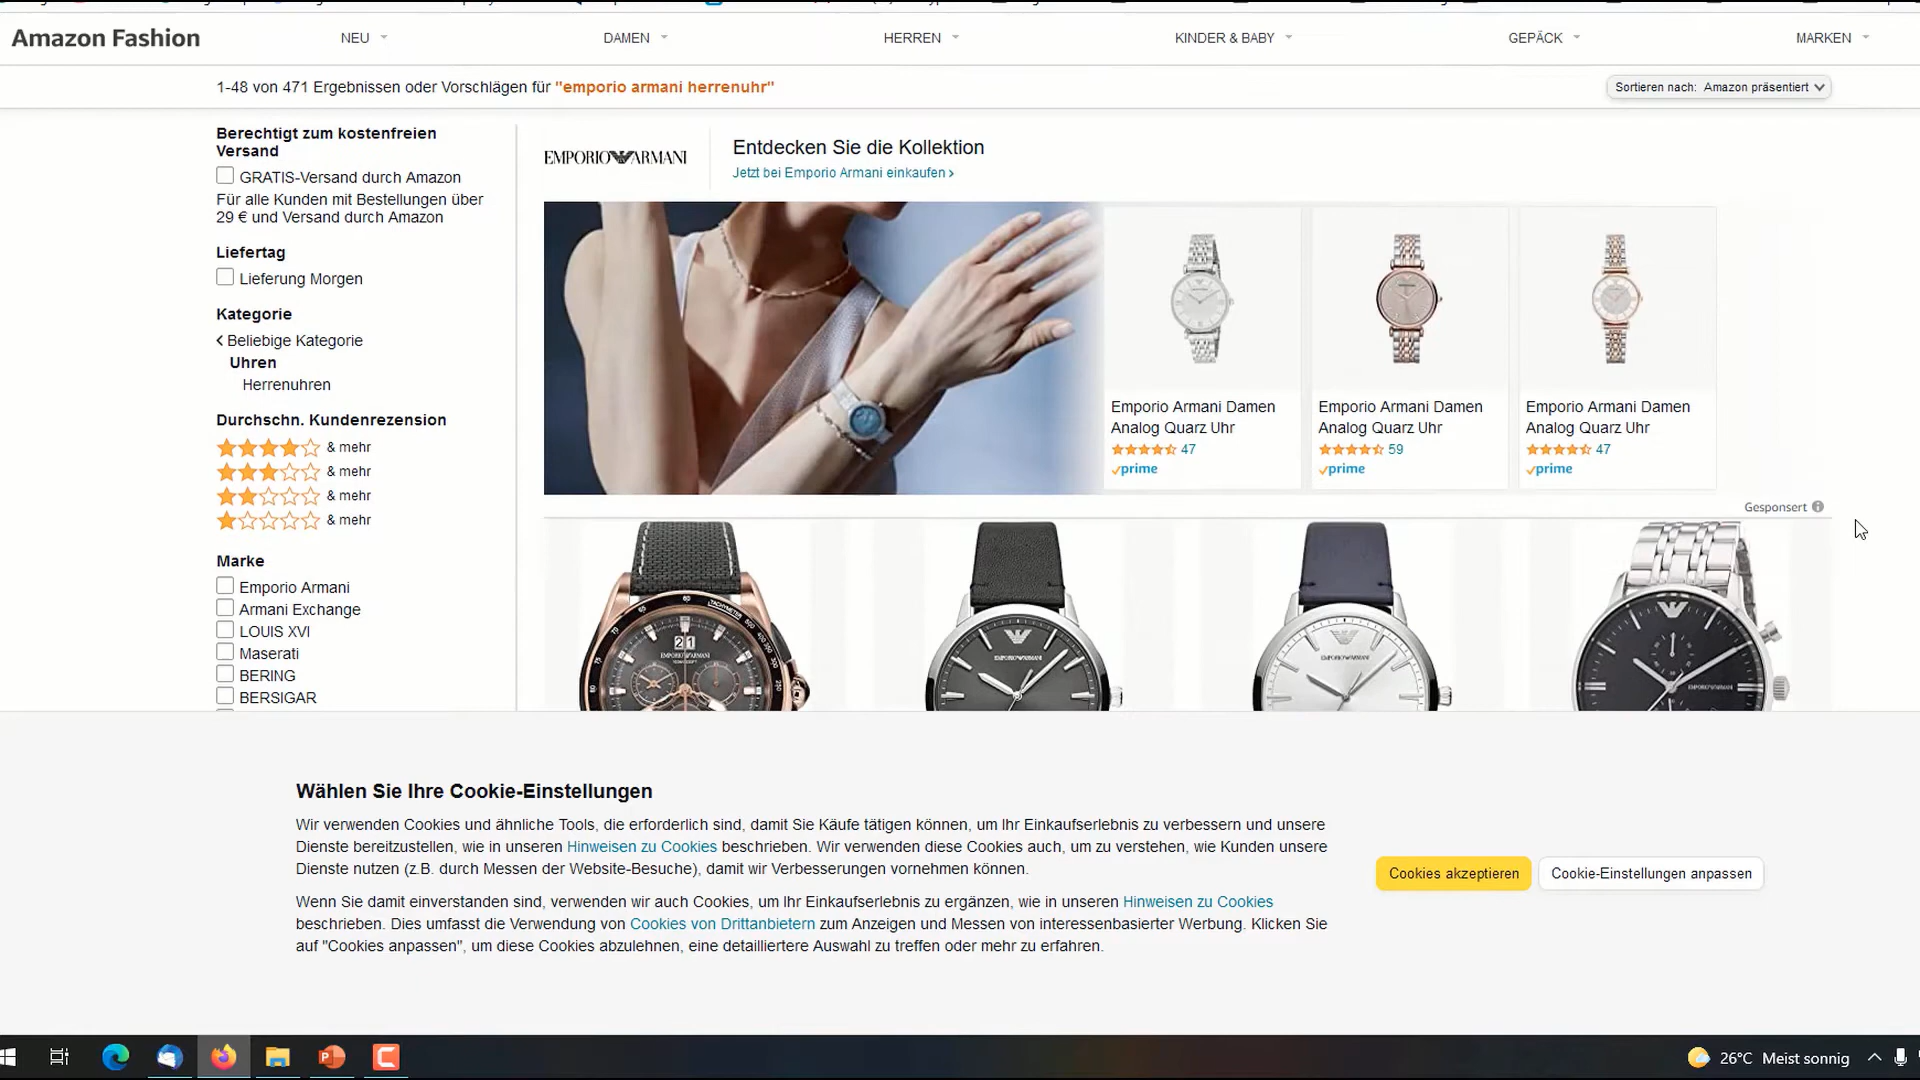 Amazon Fashion
NEU
DAMEN
HERREN
KINDER & BABY
GEPÄCK
MARKEN
1-48 von 471 Ergebnissen oder Vorschlägen für "emporio armani herrenuhr"
Sortieren nach: Amazon präsentiert
Berechtigt zum kostenfreien
Versand
GRATIS-Versand durch Amazon
Für alle Kunden mit Bestellungen über
29 € und Versand durch Amazon
Liefertag
Lieferung Morgen
Kategorie
Beliebige Kategorie
Uhren
Herrenuhren
Durchschn. Kundenrezension
& mehr
& mehr
& mehr
& mehr
Marke
Emporio Armani
Armani Exchange
LOUIS XVI
Maserati
BERING
BERSIGAR
EMPORIO ARMANI
Entdecken Sie die Kollektion
Jetzt bei Emporio Armani einkaufen ›
Emporio Armani Damen
Analog Quarz Uhr
47
prime
Emporio Armani Damen
Analog Quarz Uhr
59
prime
Emporio Armani Damen
Analog Quarz Uhr
47
prime
Gesponsert
TACHYMETER
21
EMPORIO ARMANI
EMPORIO ARMANI
EMPORIO ARMANI
EMPORIO ARMANI
Wählen Sie Ihre Cookie-Einstellungen
Wir verwenden Cookies und ähnliche Tools, die erforderlich sind, damit Sie Käufe tätigen können, um Ihr Einkaufserlebnis zu verbessern und unsere
Dienste bereitzustellen, wie in unseren Hinweisen zu Cookies beschrieben. Wir verwenden diese Cookies auch, um zu verstehen, wie Kunden unsere
Dienste nutzen (z.B. durch Messen der Website-Besuche), damit wir Verbesserungen vornehmen können.
Wenn Sie damit einverstanden sind, verwenden wir auch Cookies, um Ihr Einkaufserlebnis zu ergänzen, wie in unseren Hinweisen zu Cookies
beschrieben. Dies umfasst die Verwendung von Cookies von Drittanbietern zum Anzeigen und Messen von interessenbasierter Werbung. Klicken Sie
auf "Cookies anpassen", um diese Cookies abzulehnen, eine detailliertere Auswahl zu treffen oder mehr zu erfahren.
Cookies akzeptieren
Cookie-Einstellungen anpassen
26°C Meist sonnig